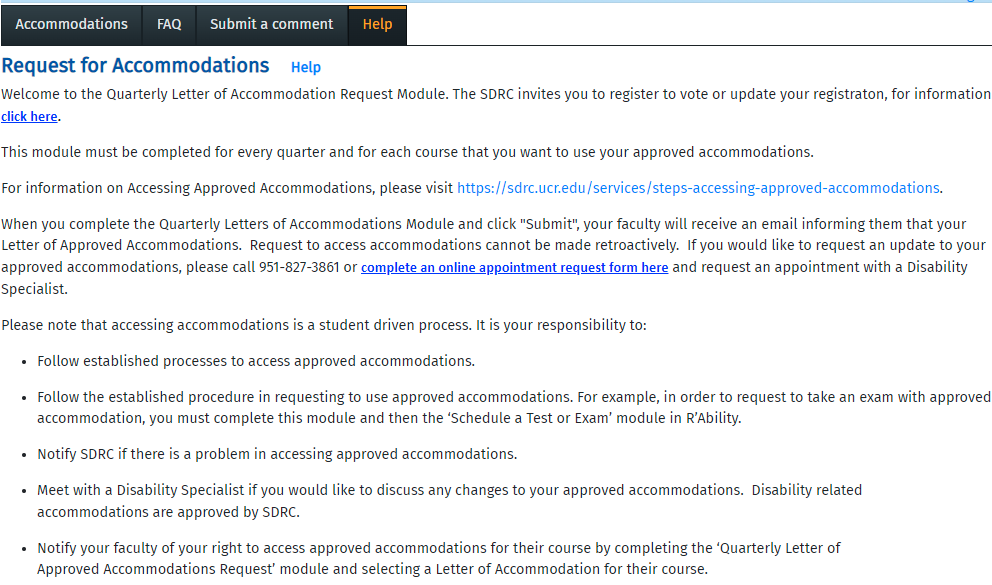 Accommodations FAQ Submit a comment Help
Request for Accommodations Help
Welcome to the Quarterly Letter of Accommodation Request Module. The SDRC invites you to register to vote or update your registraton, for information
click here.
This module must be completed for every quarter and for each course that you want to use your approved accommodations.
For information on Accessing Approved Accommodations, please visit https://sdrc.ucr.edu/services/steps-accessing-approved-accommodations.
When you complete the Quarterly Letters of Accommodations Module and click "Submit", your faculty will receive an email informing them that your
Letter of Approved Accommodations.  Request to access accommodations cannot be made retroactively.  If you would like to request an update to your
approved accommodations, please call 951-827-3861 or complete an online appointment request form here and request an appointment with a Disability
Specialist.
Please note that accessing accommodations is a student driven process. It is your responsibility to:
• Follow established processes to access approved accommodations.
• Follow the established procedure in requesting to use approved accommodations. For example, in order to request to take an exam with approved
accommodation, you must complete this module and then the ‘Schedule a Test or Exam’ module in R’Ability.
• Notify SDRC if there is a problem in accessing approved accommodations.
• Meet with a Disability Specialist if you would like to discuss any changes to your approved accommodations.  Disability related
accommodations are approved by SDRC.
• Notify your faculty of your right to access approved accommodations for their course by completing the ‘Quarterly Letter of
Approved Accommodations Request’ module and selecting a Letter of Accommodation for their course.